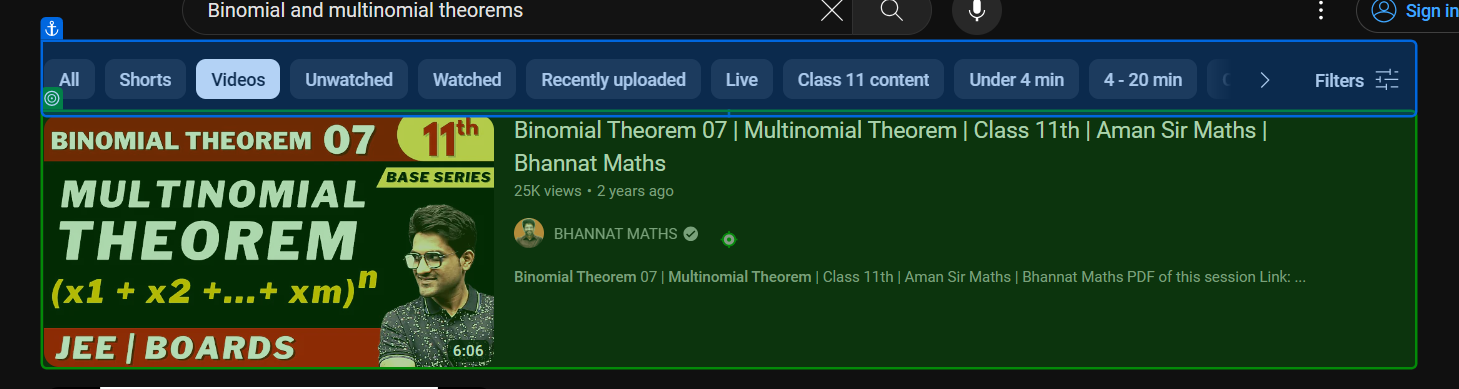 Binomial and multinomial theorems
Sign in
All Shorts Videos Unwatched Watched Recently uploaded Live Class 11 content Under 4 min 4 - 20 min Filters
BINOMIAL THEOREM 07 11th
BASE SERIES
MULTINOMIAL
THEOREM
(x1 + x2 +...+ xm)n
JEE | BOARDS
6:06
Binomial Theorem 07 | Multinomial Theorem | Class 11th | Aman Sir Maths |
Bhannat Maths
25K views • 2 years ago
BHANNAT MATHS
Binomial Theorem 07 | Multinomial Theorem | Class 11th | Aman Sir Maths | Bhannat Maths PDF of this session Link: ...